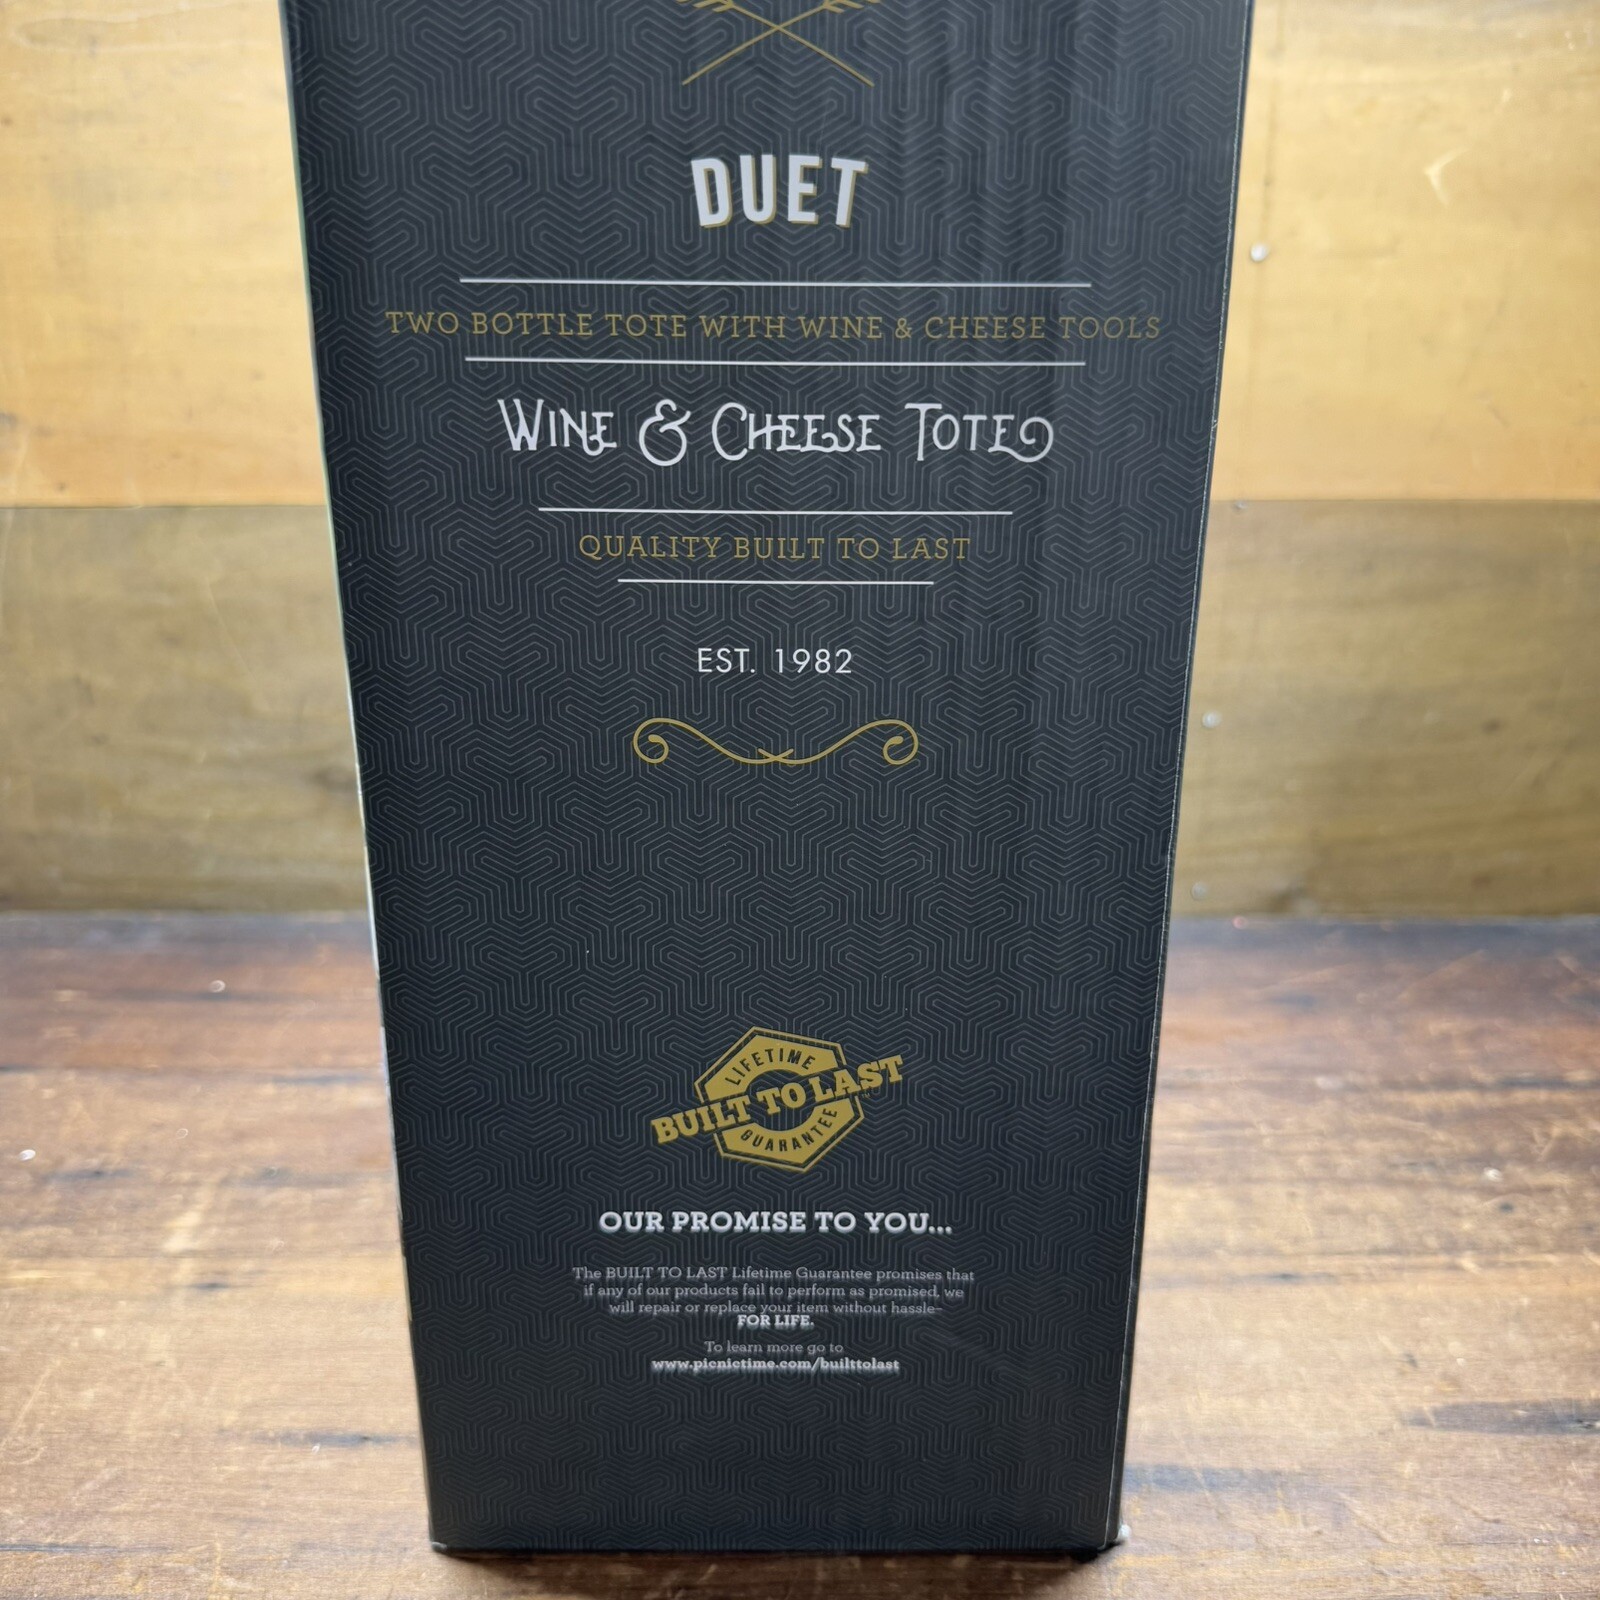 DUET
TWO BOTTLE TOTE WITH WINE & CHEESE TOOLS
WINE & CHEESE TOTE
QUALITY BUILT TO LAST
EST. 1982
LIFETIME
BUILT TO LAST
GUARANTEE
OUR PROMISE TO YOU...
The BUILT TO LAST Lifetime Guarantee promises that
if any of our products fail to perform as promised, we
will repair or replace your item without hassle–
FOR LIFE.
To learn more go to
www.picnictime.com/builttolast